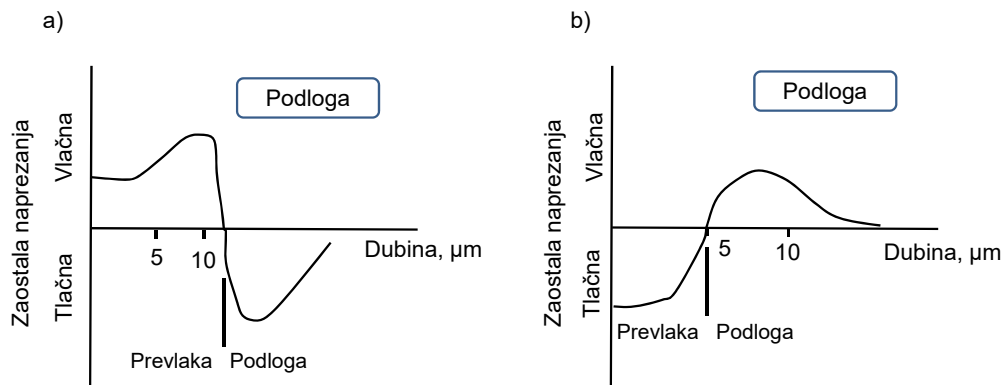 a)
Podloga
Zaostala naprezanja
Vlačna
Tlačna
5
10
Dubina, µm
Prevlaka
Podloga
b)
Podloga
Zaostala naprezanja
Vlačna
Tlačna
5
10
Dubina, µm
Prevlaka
Podloga